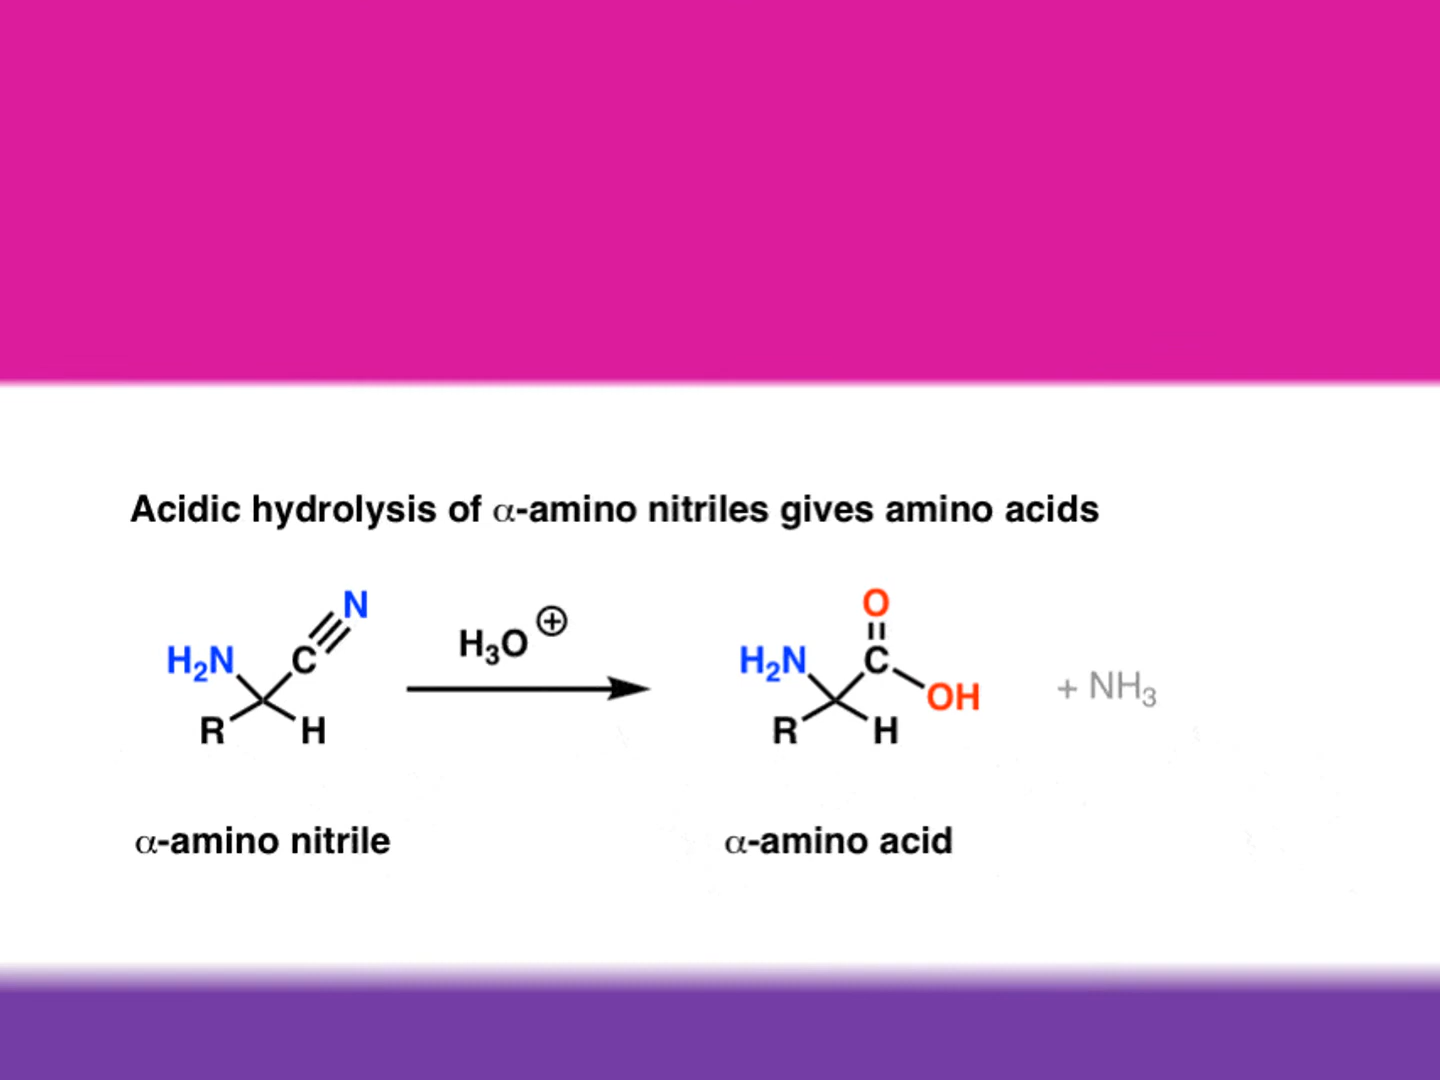 Acidic hydrolysis of α-amino nitriles gives amino acids
H₂N C N R H
H₃O⊕
H₂N C O OH R H
+ NH₃
α-amino nitrile
α-amino acid